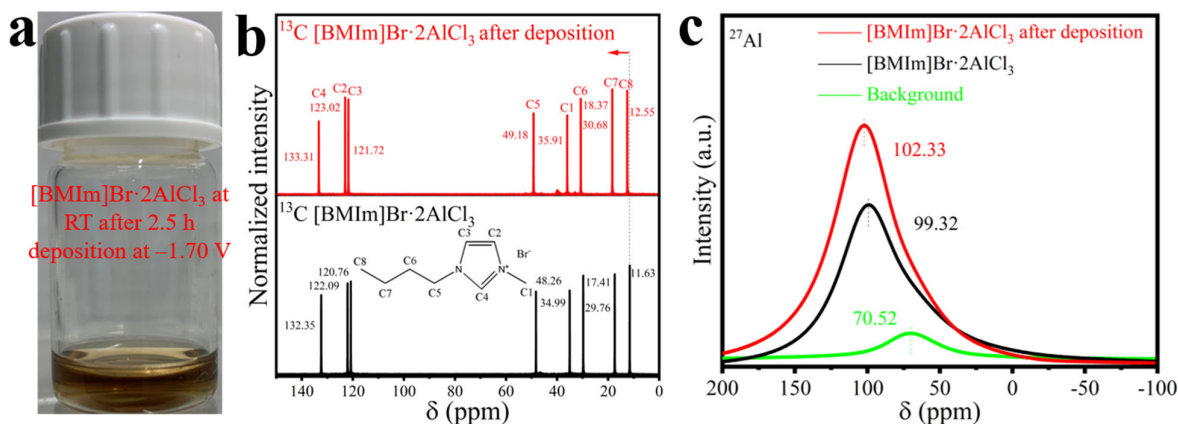 a
[BMIm]Br·2AlCl₃ at
RT after 2.5 h
deposition at –1.70 V
b
Normalized intensity
¹³C [BMIm]Br·2AlCl₃ after deposition
C4
C2
C3
123.02
133.31
121.72
C5
49.18
C1
35.91
C6
30.68
C7
18.37
C8
12.55
¹³C [BMIm]Br·2AlCl₃
120.76
122.09
132.35
C8
C7
C6
C5
N
C3
C2
N⁺
C4
C1
Br⁻
48.26
34.99
29.76
17.41
11.63
140 120 100 80 60 40 20 0
δ (ppm)
c
²⁷Al
[BMIm]Br·2AlCl₃ after deposition
[BMIm]Br·2AlCl₃
Background
102.33
99.32
70.52
Intensity (a.u.)
200 150 100 50 0 -50 -100
δ (ppm)